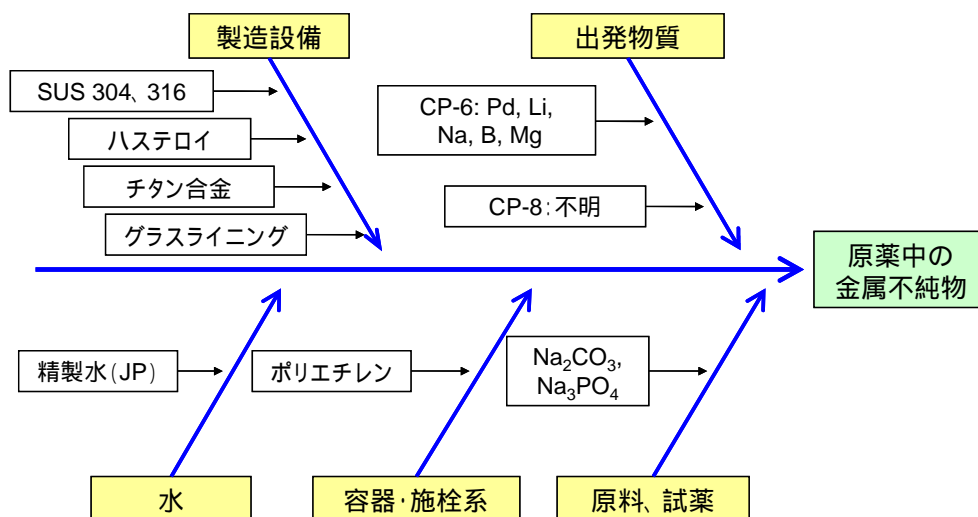 製造設備
出発物質
SUS 304、316
ハステロイ
チタン合金
グラスライニング
CP-6: Pd, Li,
Na, B, Mg
CP-8:不明
原薬中の
金属不純物
精製水(JP)
ポリエチレン
Na₂CO₃,
Na₃PO₄
水
容器・施栓系
原料、試薬